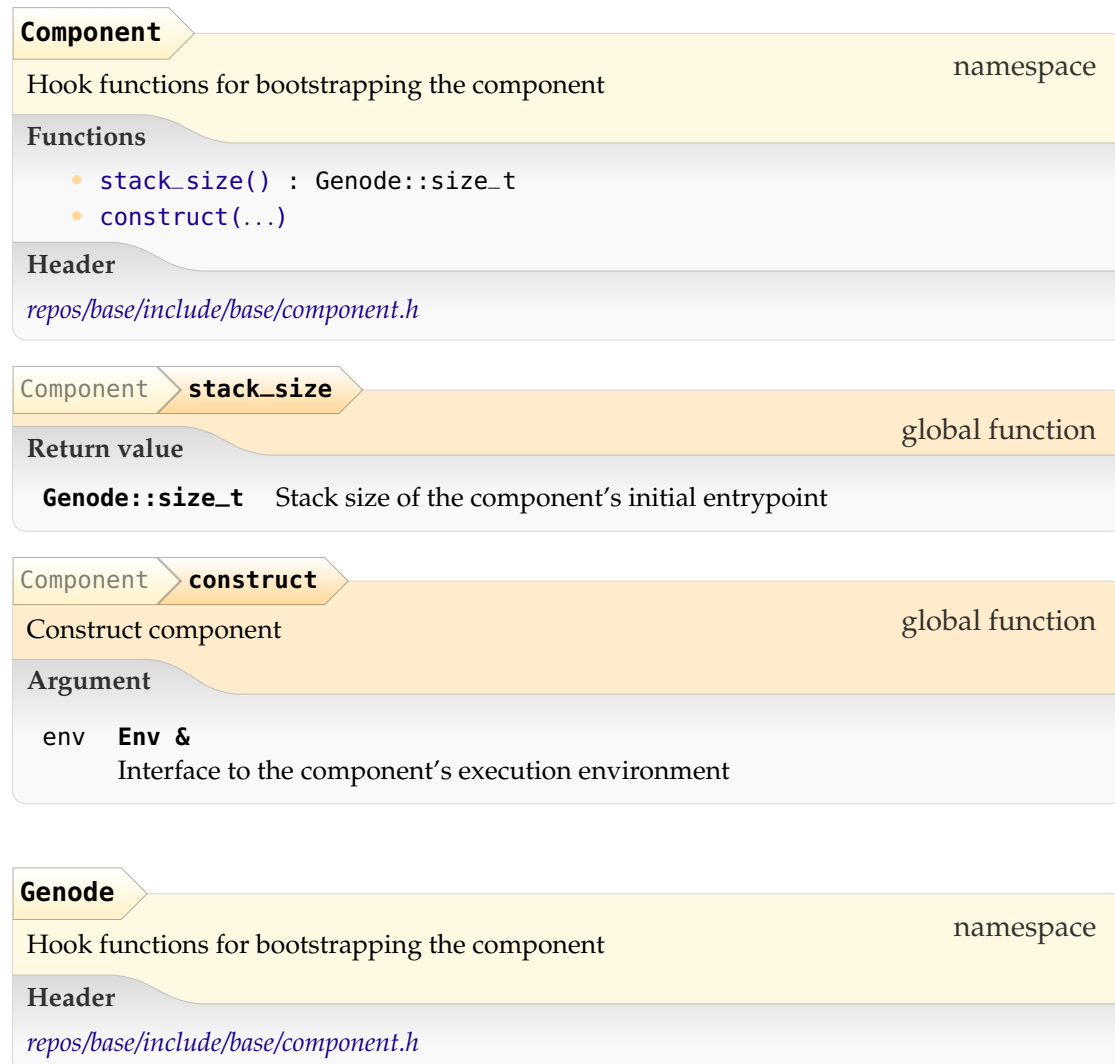 Component
namespace
Hook functions for bootstrapping the component
Functions
• stack_size() : Genode::size_t
• construct(...)
Header
repos/base/include/base/component.h
Component stack_size
global function
Return value
Genode::size_t Stack size of the component’s initial entrypoint
Component construct
global function
Construct component
Argument
env Env &
Interface to the component’s execution environment
Genode
namespace
Hook functions for bootstrapping the component
Header
repos/base/include/base/component.h